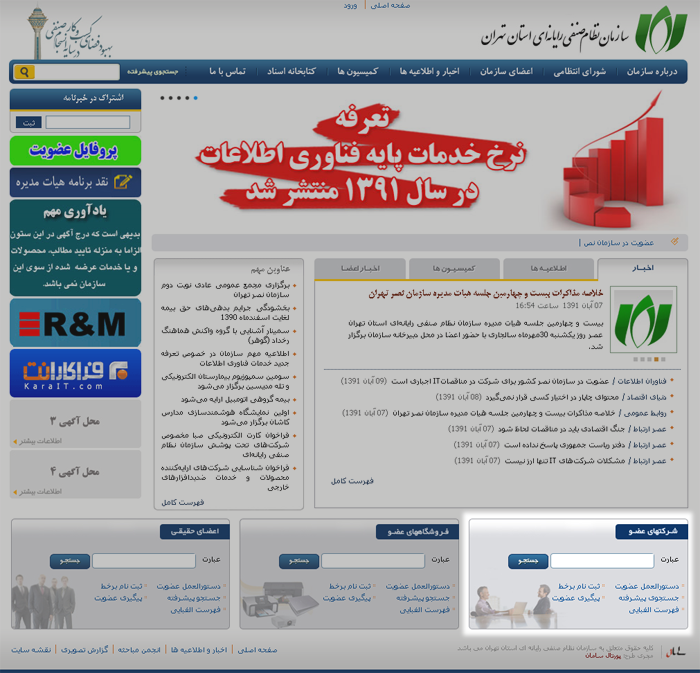 صفحه اصلی | ورود
سازمان نظام صنفی رایانه‌ای استان تهران
درباره سازمان
شورای انتظامی
اعضای سازمان
اخبار و اطلاعیه ها
کمیسیون ها
کتابخانه اسناد
تماس با ما
جستجوی پیشرفته
تعرفه
نرخ خدمات پایه فناوری اطلاعات
در سال ۱۳۹۱ منتشر شد
اشتراک در خبرنامه
ثبت
پروفایل عضویت
نقد برنامه هیات مدیره
یادآوری مهم
بدیهی است که درج آگهی در این ستون
الزاما به منزله تایید مطالب، محصولات
و یا خدمات عرضه شده از سوی این
سازمان نمی باشد.
R&M
فراکارانت
KaraIT.com
محل آگهی ۳
اطلاعات بیشتر
محل آگهی ۴
اطلاعات بیشتر
عضویت در سازمان نص |
اخبار
اطلاعیه ها
کمیسیون ها
اخبار اعضا
خلاصه مذاکرات بیست و چهارمین جلسه هیات مدیره سازمان نصر تهران
07 آبان 1391 ساعت 16:54
بیست و چهارمین جلسه هیات مدیره سازمان نظام صنفی رایانه‌ای استان تهران
عصر روز یکشنبه 30مهرماه سالجاری با حضور اعضا در محل دبیرخانه سازمان برگزار
شد.
فناوران اطلاعات / عضویت در سازمان نصر کشور برای شرکت در مناقصات IT اجباری است (09 آبان 1391)
دنیای اقتصاد / محتوای چاپار در اختیار کسی قرار نمی‌گیرد (08 آبان 1391)
روابط عمومی / خلاصه مذاکرات بیست و چهارمین جلسه هیات مدیره سازمان نصر تهران (07 آبان 1391)
عصر ارتباط / جنگ اقتصادی باید در مناقصات لحاظ شود (07 آبان 1391)
عصر ارتباط / دفتر ریاست جمهوری پاسخ نداده است (07 آبان 1391)
عصر ارتباط / مشکلات شرکت‌های IT تنها ارز نیست (07 آبان 1391)
فهرست کامل
عناوین مهم
برگزاری مجمع عمومی عادی نوبت دوم
سازمان نصر تهران
بخشودگی جرایم بدهی‌های حق بیمه
لغایت اسفندماه 1390
سمینار آشنایی با گروه واکنش هماهنگ
رخداد (گوهر)
اطلاعیه مهم سازمان در خصوص تعرفه
جدید خدمات فناوری اطلاعات
سومین سمپوزیوم بیمارستان الکترونیکی
و تله مدیسین برگزار می‌شود
بیمه گروهی اتومبیل ارایه می‌شود
اولین نمایشگاه هوشمندسازی مدارس
کاشان برگزار می‌شود
فراخوان کارت الکترونیکی صبا مخصوص
شرکت‌های تحت پوشش سازمان نظام
صنفی رایانه‌ای
فراخوان شناسایی شرکت‌های ارایه‌کننده
محصولات و خدمات ضدبدافزارهای
خارجی
فهرست کامل
شرکتهای عضو
عبارت
جستجو
دستورالعمل عضویت
ثبت نام برخط
جستجوی پیشرفته
پیگیری عضویت
فهرست الفبایی
فروشگاههای عضو
عبارت
جستجو
دستورالعمل عضویت
ثبت نام برخط
جستجوی پیشرفته
پیگیری عضویت
فهرست الفبایی
اعضای حقیقی
عبارت
جستجو
دستورالعمل عضویت
ثبت نام برخط
جستجوی پیشرفته
پیگیری عضویت
فهرست الفبایی
صفحه اصلی | اخبار و اطلاعیه ها | انجمن مباحثه | گزارش تصویری | نقشه سایت
کلیه حقوق متعلق به سازمان نظام صنفی رایانه ای استان تهران می باشد
مجری طرح: پورتال سامان